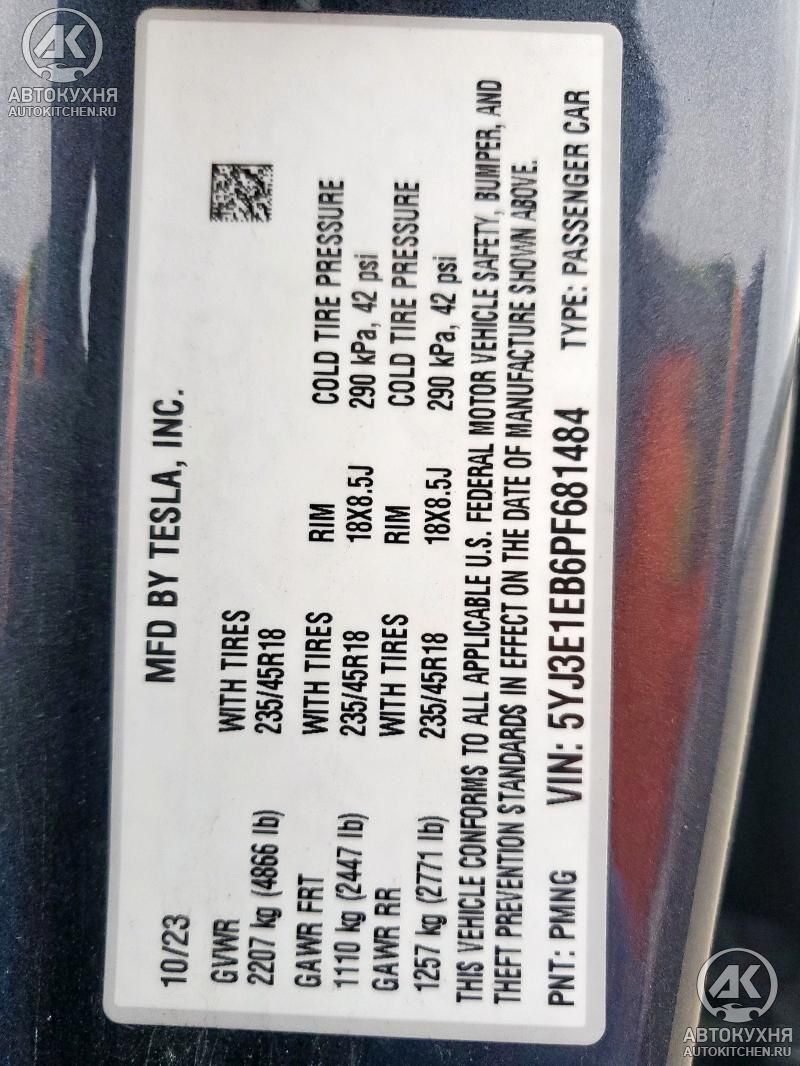 АК
АВТОКУХНЯ
AUTOKITCHEN.RU
10/23 MFD BY TESLA, INC.
GVWR WITH TIRES
2207 kg (4866 lb) 235/45R18
GAWR FRT WITH TIRES RIM COLD TIRE PRESSURE
1110 kg (2447 lb) 235/45R18 18X8.5J 290 kPa, 42 psi
GAWR RR WITH TIRES RIM COLD TIRE PRESSURE
1257 kg (2771 lb) 235/45R18 18X8.5J 290 kPa, 42 psi
THIS VEHICLE CONFORMS TO ALL APPLICABLE U.S. FEDERAL MOTOR VEHICLE SAFETY, BUMPER, AND
THEFT PREVENTION STANDARDS IN EFFECT ON THE DATE OF MANUFACTURE SHOWN ABOVE.
PNT: PMNG VIN: 5YJ3E1EB6PF681484 TYPE: PASSENGER CAR
АК
АВТОКУХНЯ
AUTOKITCHEN.RU